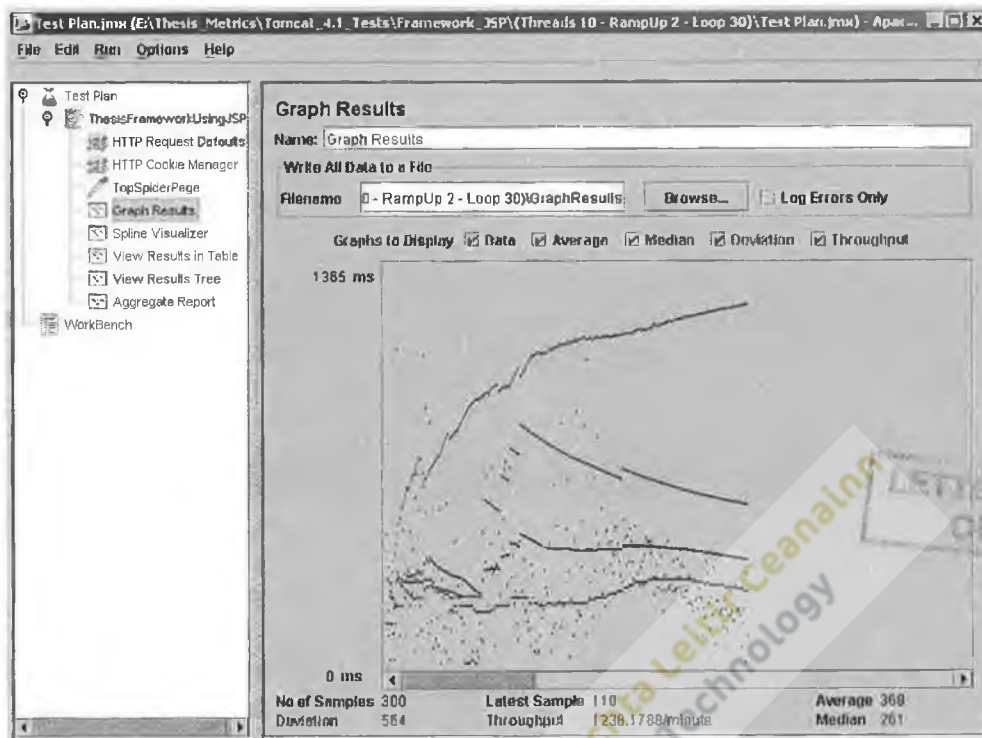 Test Plan.jmx (E:\Thesis_Metrics\Tomcat_4.1_Tests\Framework_JSP\(Threads 10 - RampUp 2 - Loop 30)\Test Plan.jmx) - Apac...
File Edit Run Options Help
Test Plan
ThesisFrameworkUsingJSP
HTTP Request Defaults
HTTP Cookie Manager
TopSpiderPage
Graph Results
Spline Visualizer
View Results in Table
View Results Tree
Aggregate Report
WorkBench
Graph Results
Name: Graph Results
Write All Data to a File
Filename 0 - RampUp 2 - Loop 30)\GraphResults Browse... Log Errors Only
Graphs to Display Data Average Median Deviation Throughput
1385 ms
0 ms
No of Samples 300 Latest Sample 110 Average 368
Deviation 564 Throughput 1238.1788/minute Median 261
Leitir Ceanainn
Technology